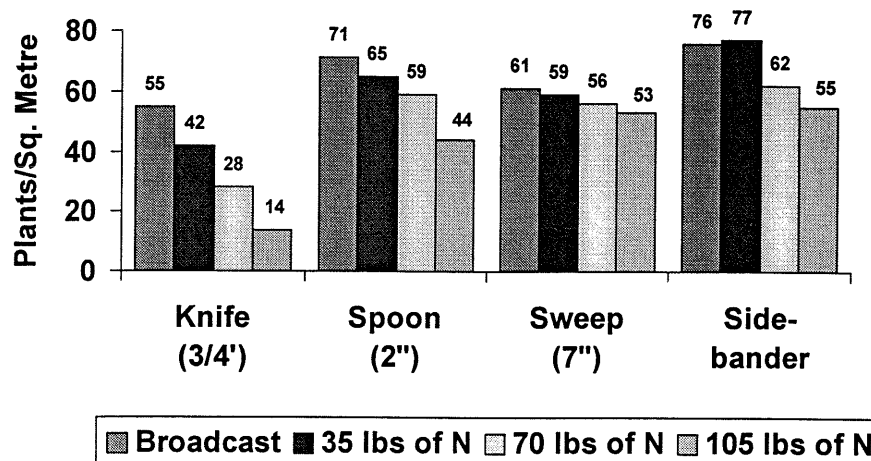 Plants/Sq. Metre
80
60
40
20
0
55 42 28 14
71 65 59 44
61 59 56 53
76 77 62 55
Knife Spoon Sweep Side-
(3/4') (2") (7") bander
Broadcast 35 lbs of N 70 lbs of N 105 lbs of N